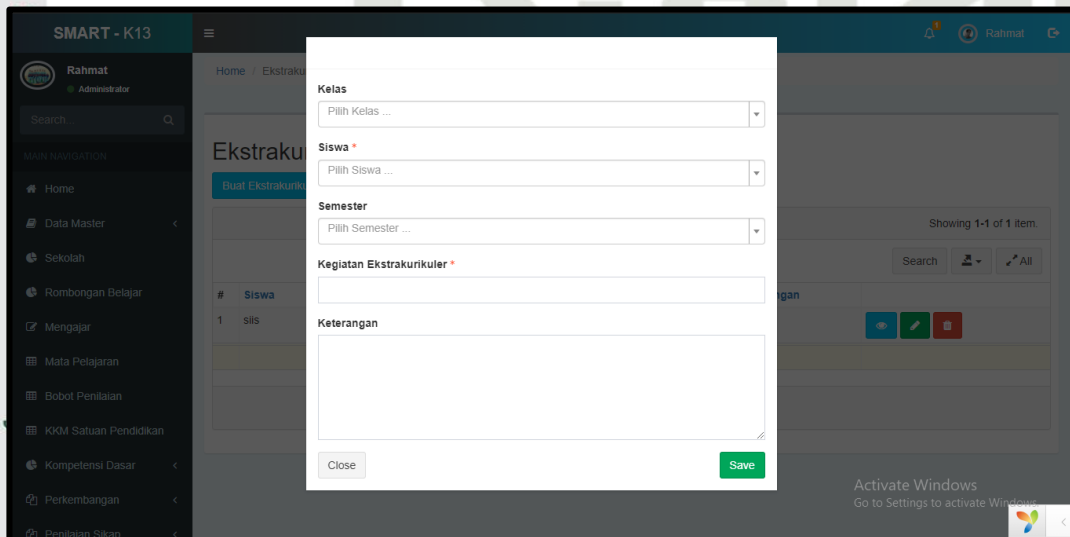 SMART - K13
Rahmat
Rahmat
Administrator
Search...
MAIN NAVIGATION
Home
Data Master
Sekolah
Rombongan Belajar
Mengajar
Mata Pelajaran
Bobot Penilaian
KKM Satuan Pendidikan
Kompetensi Dasar
Perkembangan
Penilaian Sikap
Home / Ekstraku
Ekstraku
Buat Ekstrakuriku
Showing 1-1 of 1 item.
Search
All
# Siswa
ngan
1 siis
Kelas
Pilih Kelas ...
Siswa *
Pilih Siswa ...
Semester
Pilih Semester ...
Kegiatan Ekstrakurikuler *
Keterangan
Close
Save
Activate Windows
Go to Settings to activate Windows.